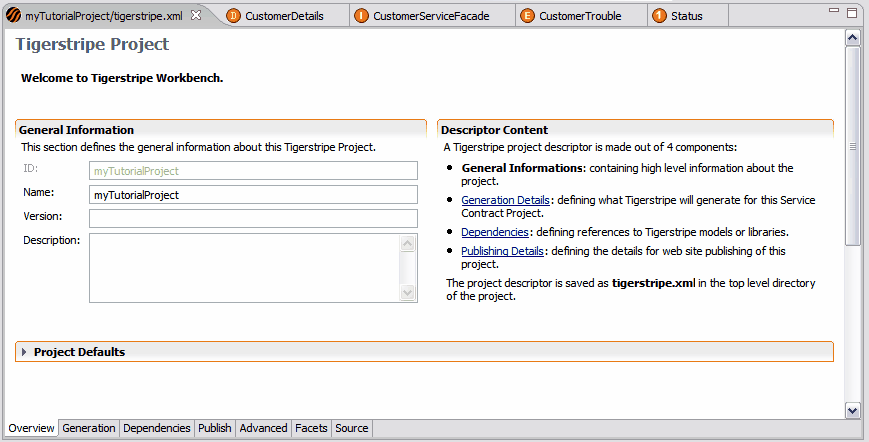 myTutorialProject/tigerstripe.xml
D CustomerDetails
I CustomerServiceFacade
E CustomerTrouble
1 Status
Tigerstripe Project
Welcome to Tigerstripe Workbench.
General Information
This section defines the general information about this Tigerstripe Project.
ID: myTutorialProject
Name: myTutorialProject
Version:
Description:
Descriptor Content
A Tigerstripe project descriptor is made out of 4 components:
General Informations: containing high level information about the
project.
Generation Details: defining what Tigerstripe will generate for this Service
Contract Project.
Dependencies: defining references to Tigerstripe models or libraries.
Publishing Details: defining the details for web site publishing of this
project.
The project descriptor is saved as tigerstripe.xml in the top level directory
of the project.
Project Defaults
Overview Generation Dependencies Publish Advanced Facets Source